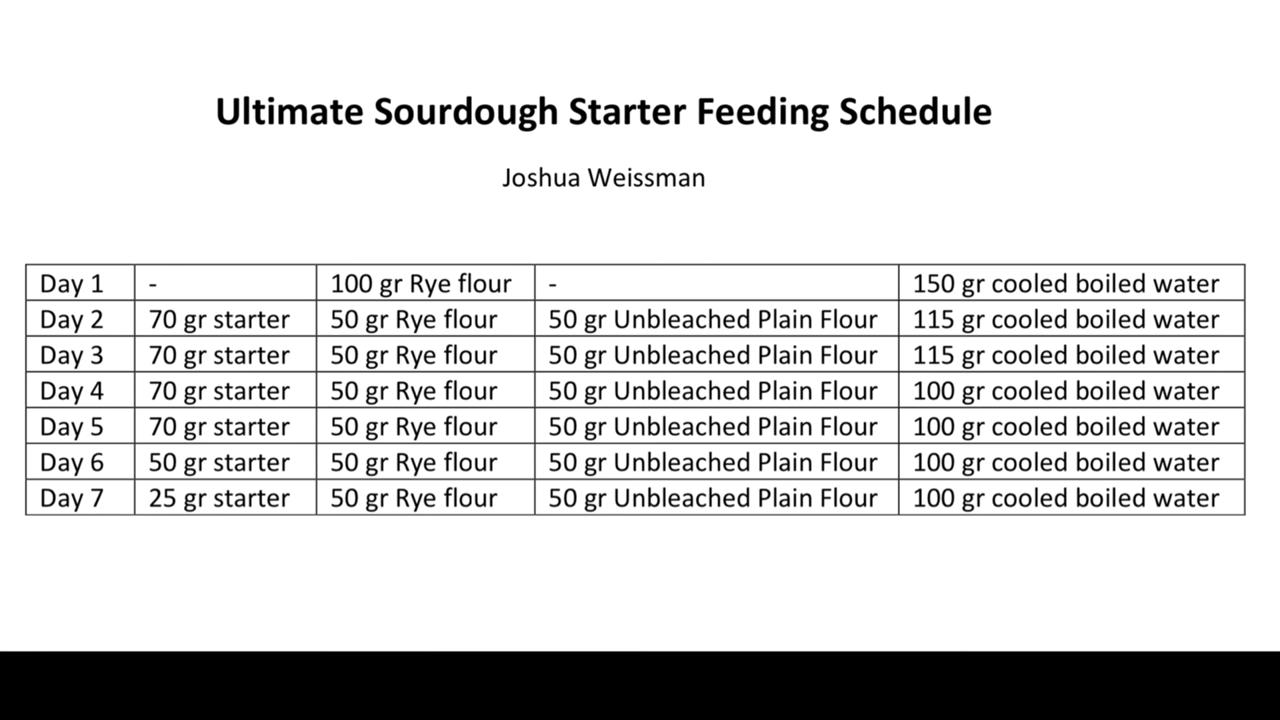 Ultimate Sourdough Starter Feeding Schedule
Joshua Weissman
Day 1 - 100 gr Rye flour - 150 gr cooled boiled water
Day 2 70 gr starter 50 gr Rye flour 50 gr Unbleached Plain Flour 115 gr cooled boiled water
Day 3 70 gr starter 50 gr Rye flour 50 gr Unbleached Plain Flour 115 gr cooled boiled water
Day 4 70 gr starter 50 gr Rye flour 50 gr Unbleached Plain Flour 100 gr cooled boiled water
Day 5 70 gr starter 50 gr Rye flour 50 gr Unbleached Plain Flour 100 gr cooled boiled water
Day 6 50 gr starter 50 gr Rye flour 50 gr Unbleached Plain Flour 100 gr cooled boiled water
Day 7 25 gr starter 50 gr Rye flour 50 gr Unbleached Plain Flour 100 gr cooled boiled water